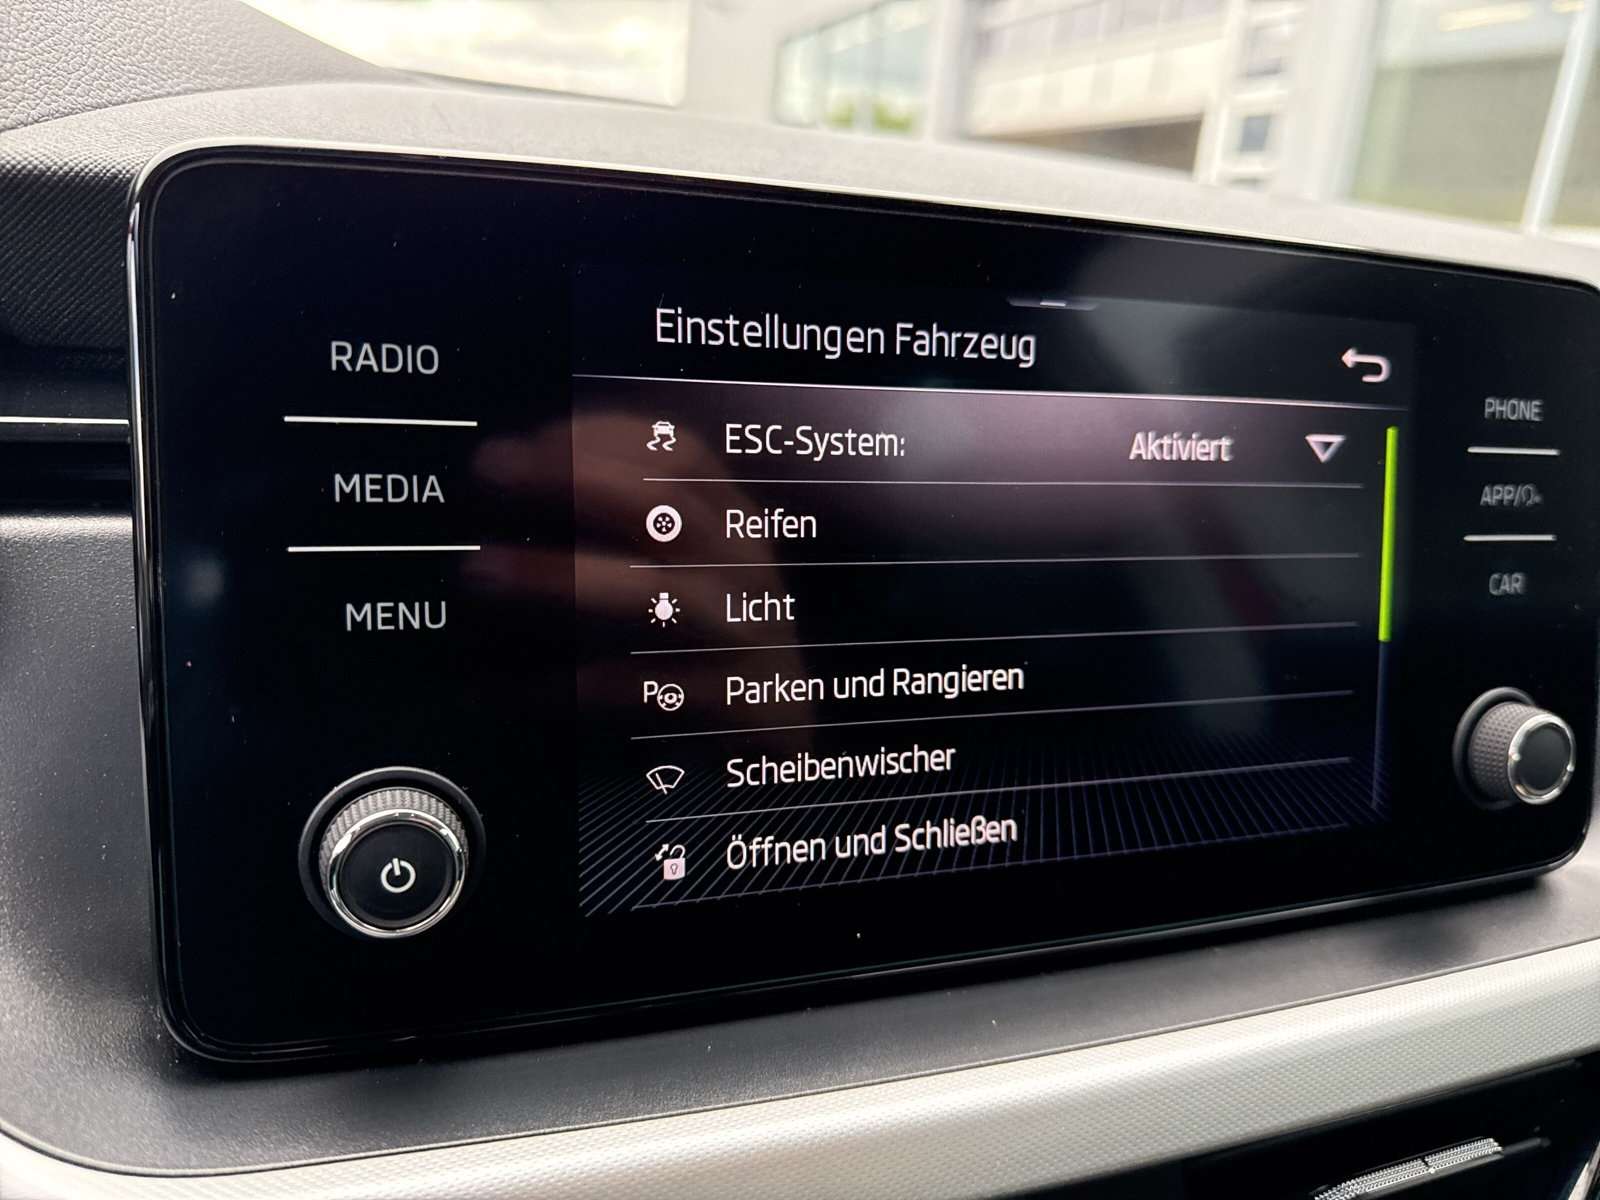 RADIO
MEDIA
MENU
Einstellungen Fahrzeug
ESC-System: Aktiviert
Reifen
Licht
Parken und Rangieren
Scheibenwischer
Öffnen und Schließen
PHONE
APP/
CAR